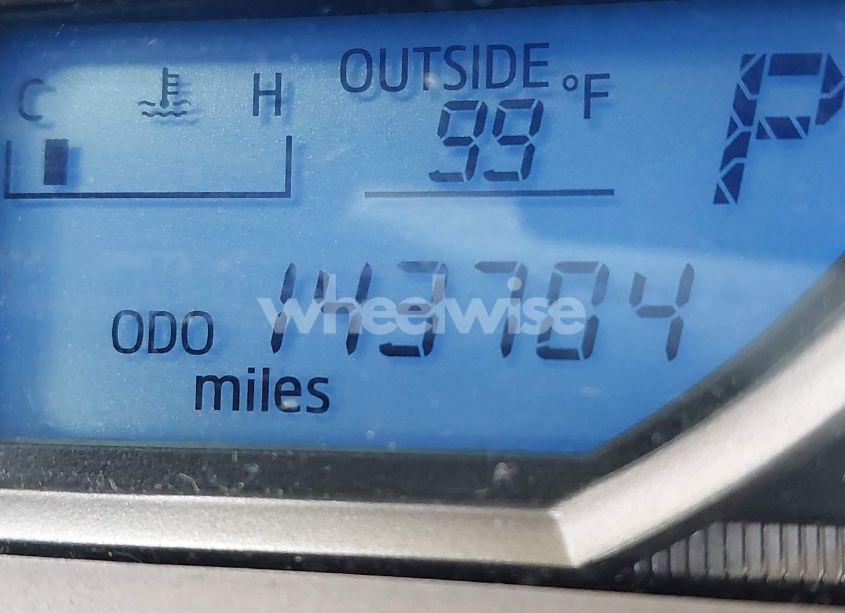 C H
OUTSIDE
99 °F
P
ODO 143784
wheelwise
miles